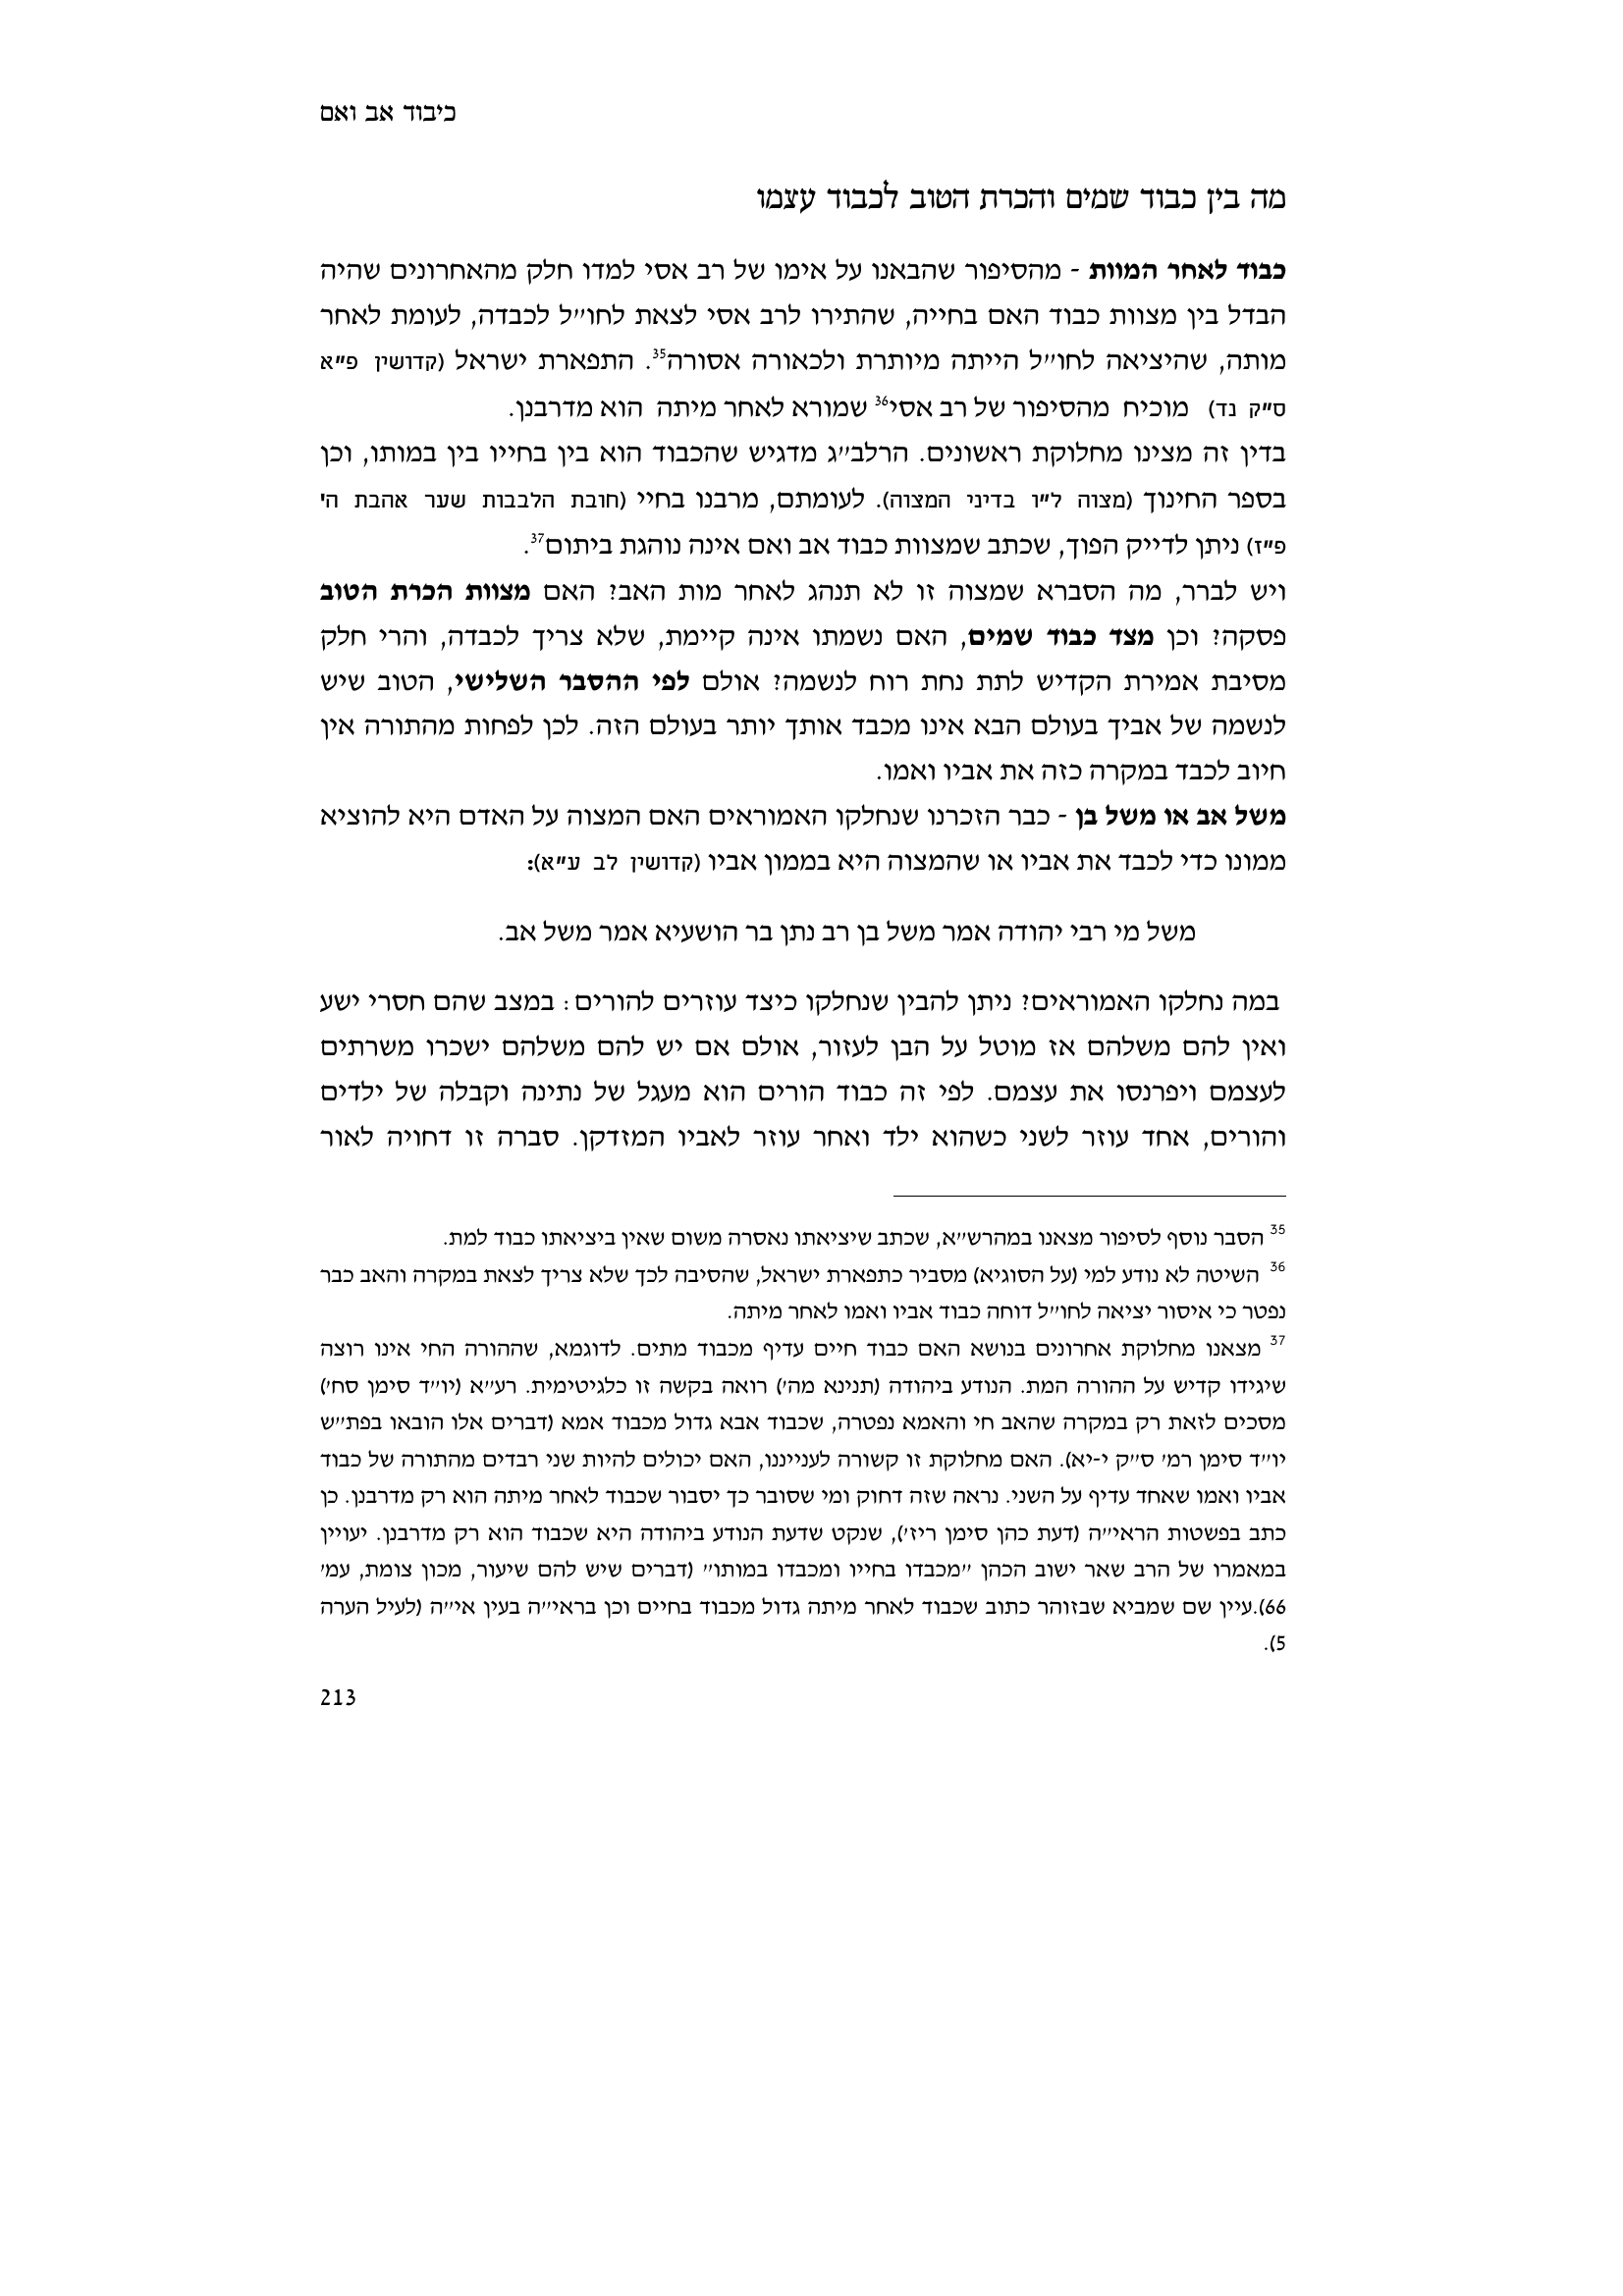 כיבוד אב ואם
מה בין כבוד שמים והכרת הטוב לכבוד עצמו
כבוד לאחר המוות - מהסיפור שהבאנו על אימו של רב אסי למדו חלק מהאחרונים שהיה
הבדל בין מצוות כבוד האם בחייה, שהתירו לרב אסי לצאת לחו״ל לכבדה, לעומת לאחר
מותה, שהיציאה לחו״ל הייתה מיותרת ולכאורה אסורה35. התפארת ישראל (קדושין פ״א
ס״ק נד) מוכיח מהסיפור של רב אסי36 שמורא לאחר מיתה הוא מדרבנן.
בדין זה מצינו מחלוקת ראשונים. הרלב״ג מדגיש שהכבוד הוא בין בחייו בין במותו, וכן
בספר החינוך (מצוה ל״ו בדיני המצוה). לעומתם, מרבנו בחיי (חובת הלבבות שער אהבת ה׳
פ״ז) ניתן לדייק הפוך, שכתב שמצוות כבוד אב ואם אינה נוהגת ביתום37.
ויש לברר, מה הסברא שמצוה זו לא תנהג לאחר מות האב? האם מצוות הכרת הטוב
פסקה? וכן מצד כבוד שמים, האם נשמתו אינה קיימת, שלא צריך לכבדה, והרי חלק
מסיבת אמירת הקדיש לתת נחת רוח לנשמה? אולם לפי ההסבר השלישי, הטוב שיש
לנשמה של אביך בעולם הבא אינו מכבד אותך יותר בעולם הזה. לכן לפחות מהתורה אין
חיוב לכבד במקרה כזה את אביו ואמו.
משל אב או משל בן - כבר הזכרנו שנחלקו האמוראים האם המצוה על האדם היא להוציא
ממונו כדי לכבד את אביו או שהמצוה היא בממון אביו (קדושין לב ע״א):
משל מי רבי יהודה אמר משל בן רב נתן בר הושעיא אמר משל אב.
במה נחלקו האמוראים? ניתן להבין שנחלקו כיצד עוזרים להורים: במצב שהם חסרי ישע
ואין להם משלהם אז מוטל על הבן לעזור, אולם אם יש להם משלהם ישכרו משרתים
לעצמם ויפרנסו את עצמם. לפי זה כבוד הורים הוא מעגל של נתינה וקבלה של ילדים
והורים, אחד עוזר לשני כשהוא ילד ואחר עוזר לאביו המזדקן. סברה זו דחויה לאור
35 הסבר נוסף לסיפור מצאנו במהרש״א, שכתב שיציאתו נאסרה משום שאין ביציאתו כבוד למת.
36 השיטה לא נודע למי (על הסוגיא) מסביר כתפארת ישראל, שהסיבה לכך שלא צריך לצאת במקרה והאב כבר
נפטר כי איסור יציאה לחו״ל דוחה כבוד אביו ואמו לאחר מיתה.
37 מצאנו מחלוקת אחרונים בנושא האם כבוד חיים עדיף מכבוד מתים. לדוגמא, שההורה החי אינו רוצה
שיגידו קדיש על ההורה המת. הנודע ביהודה (תנינא מה׳) רואה בקשה זו כלגיטימית. רע״א (יו״ד סימן סח׳)
מסכים לזאת רק במקרה שהאב חי והאמא נפטרה, שכבוד אבא גדול מכבוד אמא (דברים אלו הובאו בפת״ש
יו״ד סימן רמ׳ ס״ק י-יא). האם מחלוקת זו קשורה לענייננו, האם יכולים להיות שני רבדים מהתורה של כבוד
אביו ואמו שאחד עדיף על השני. נראה שזה דחוק ומי שסובר כך יסבור שכבוד לאחר מיתה הוא רק מדרבנן. כן
כתב בפשטות הראי״ה (דעת כהן סימן ריז׳), שנקט שדעת הנודע ביהודה היא שכבוד הוא רק מדרבנן. יעויין
במאמרו של הרב שאר ישוב הכהן ״מכבדו בחייו ומכבדו במותו״ (דברים שיש להם שיעור, מכון צומת, עמ׳
66).עיין שם שמביא שבזוהר כתוב שכבוד לאחר מיתה גדול מכבוד בחיים וכן בראי״ה בעין אי״ה (לעיל הערה
5).
213